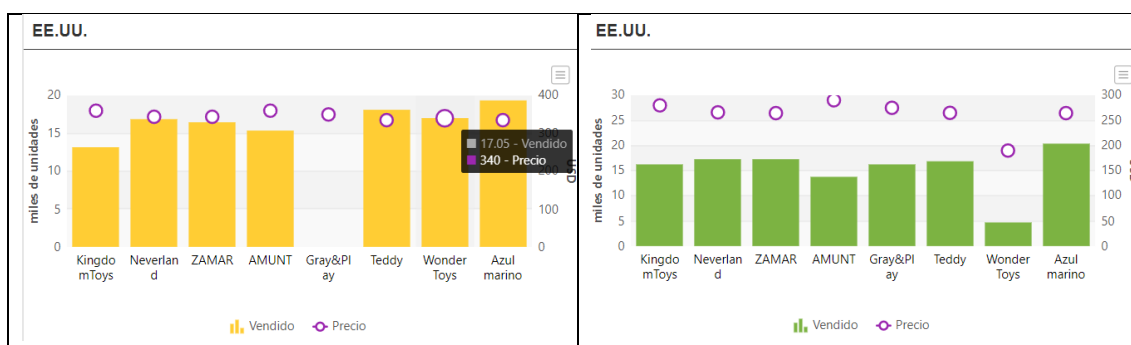 EE.UU.
20
15
10
5
0
miles de unidades
400
300
200
100
0
USD
17.05 - Vendido
340 - Precio
Kingdo
mToys
Neverlan
d
ZAMAR
AMUNT
Gray&Pl
ay
Teddy
Wonder
Toys
Azul
marino
Vendido
Precio
EE.UU.
30
25
20
15
10
5
0
miles de unidades
300
250
200
150
100
50
0
Kingdo
mToys
Neverlan
d
ZAMAR
AMUNT
Gray&Pl
ay
Teddy
Wonder
Toys
Azul
marino
Vendido
Precio